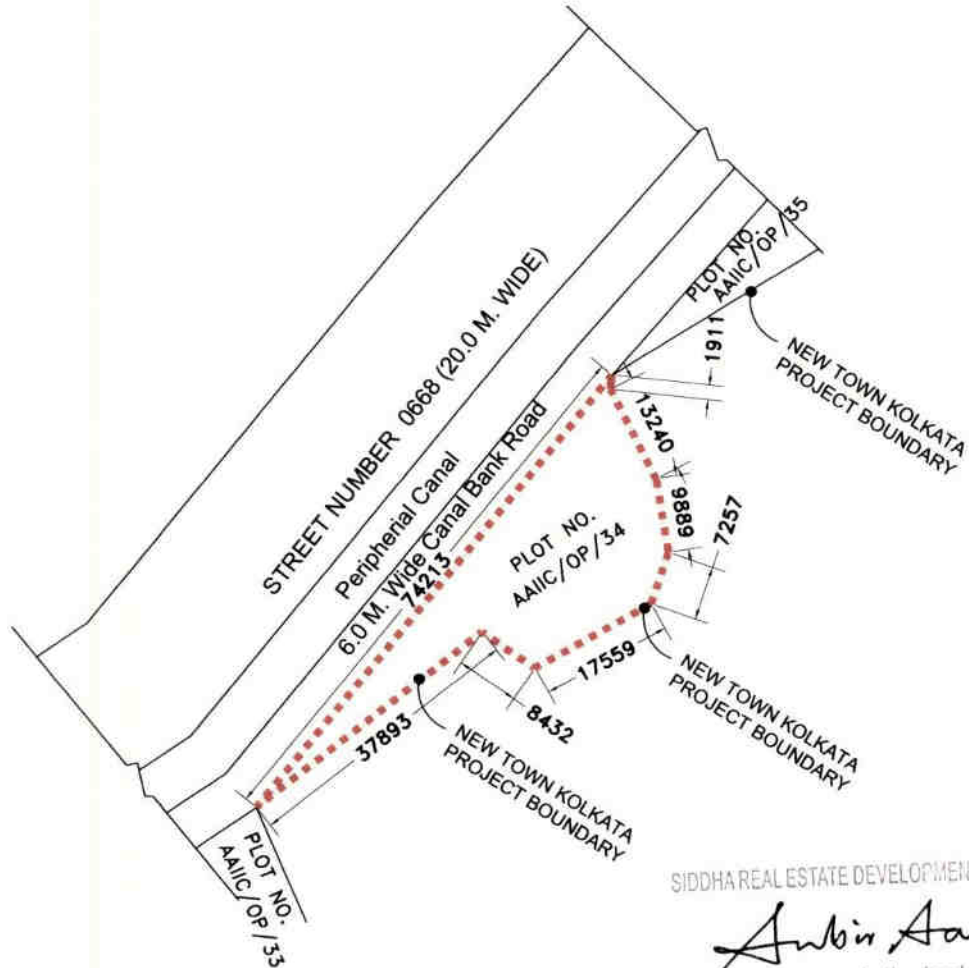 STREET NUMBER 0668 (20.0 M. WIDE)
Peripherial Canal
6.0 M. Wide Canal Bank Road
74213
PLOT NO.
AAIIC/OP/35
1911
NEW TOWN KOLKATA
PROJECT BOUNDARY
13240
9889
7257
PLOT NO.
AAIIC/OP/34
17559
NEW TOWN KOLKATA
PROJECT BOUNDARY
8432
37893
NEW TOWN KOLKATA
PROJECT BOUNDARY
PLOT NO.
AAIIC/OP/33
SIDDHA REAL ESTATE DEVELOPMEN